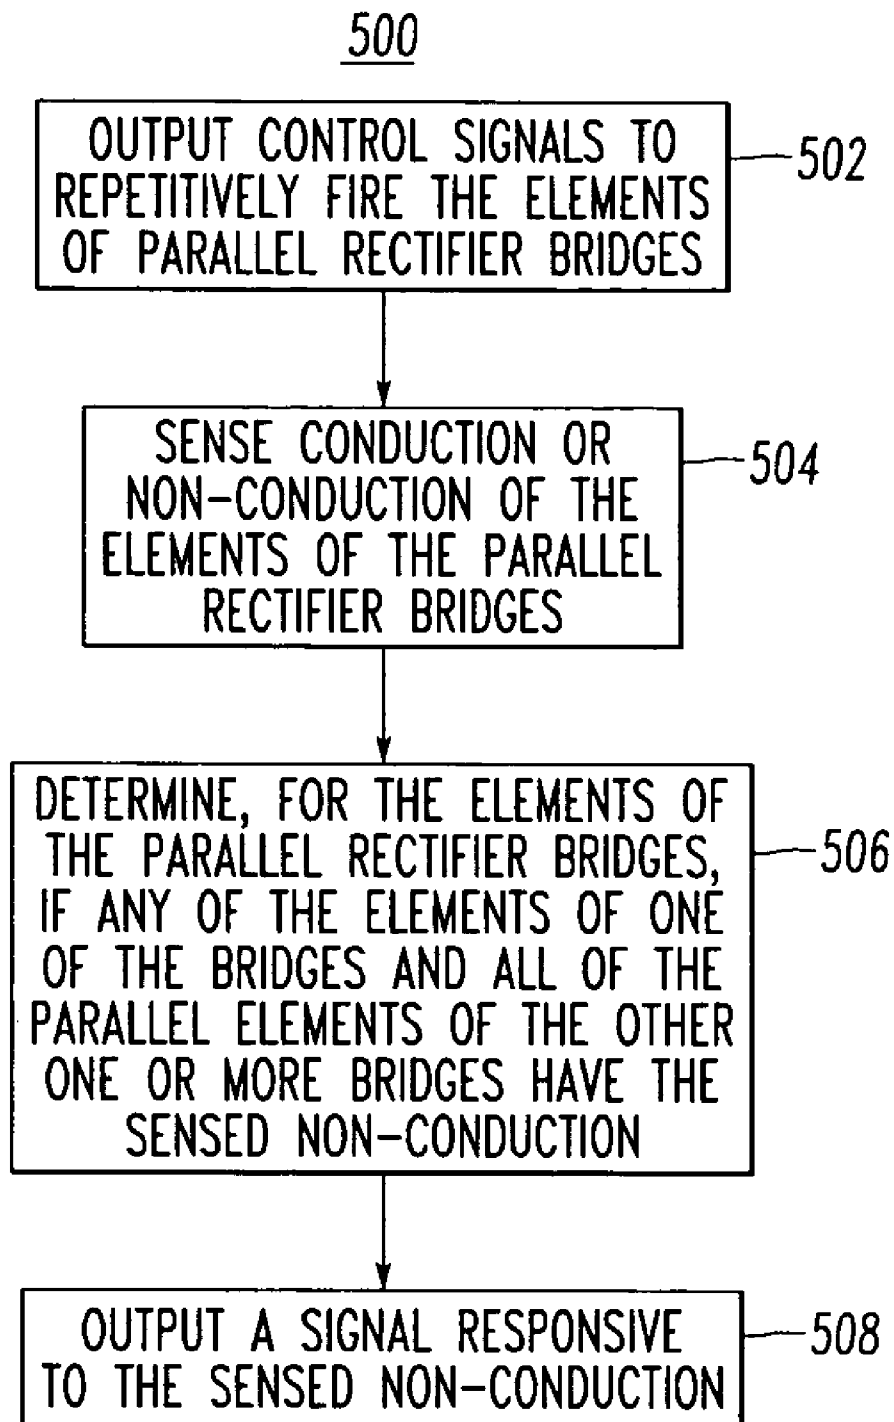 500
OUTPUT CONTROL SIGNALS TO
REPETITIVELY FIRE THE ELEMENTS
OF PARALLEL RECTIFIER BRIDGES
502
SENSE CONDUCTION OR
NON-CONDUCTION OF THE
ELEMENTS OF THE PARALLEL
RECTIFIER BRIDGES
504
DETERMINE, FOR THE ELEMENTS OF
THE PARALLEL RECTIFIER BRIDGES,
IF ANY OF THE ELEMENTS OF ONE
OF THE BRIDGES AND ALL OF THE
PARALLEL ELEMENTS OF THE OTHER
ONE OR MORE BRIDGES HAVE THE
SENSED NON-CONDUCTION
506
OUTPUT A SIGNAL RESPONSIVE
TO THE SENSED NON-CONDUCTION
508